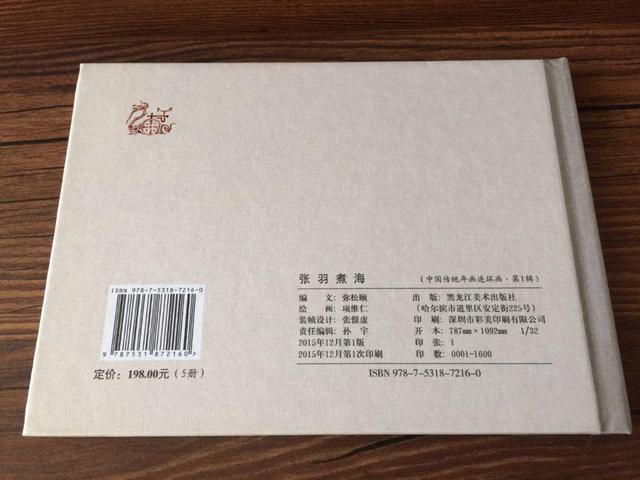 张羽煮海 （中国传统年画连环画·第1辑）
编 文：弥松颐 出 版：黑龙江美术出版社
绘 画：项维仁 （哈尔滨市道里区安定街225号）
装帧设计：张憬虚 印 刷：深圳市彩美印刷有限公司
责任编辑：孙 宇 开 本：787mm×1092mm 1/32
2015年12月第1版 印 张：1
2015年12月第1次印刷 印 数：0001-1600
ISBN 978-7-5318-7216-0
ISBN 978-7-5318-7216-0
9 787531 872160 >
定价：198.00元（5册）